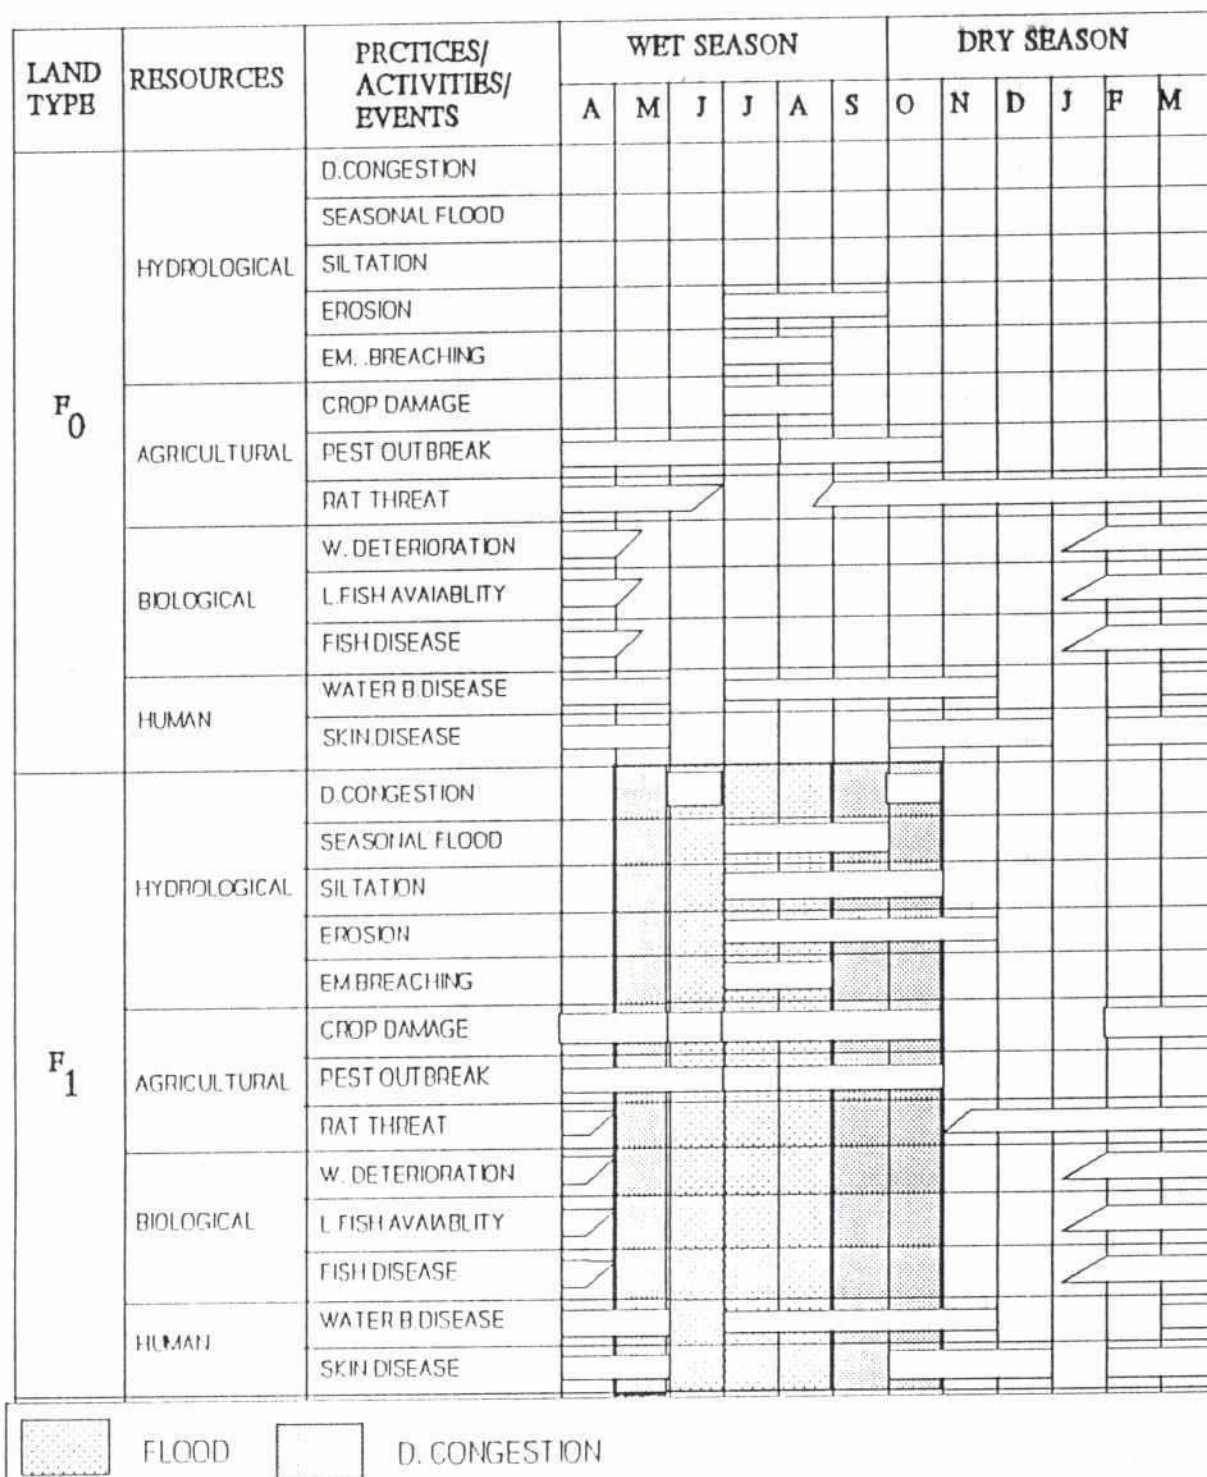 LAND TYPE RESOURCES PRCTICES/ ACTIVITIES/ EVENTS WET SEASON DRY SEASON
A M J J A S O N D J F M
F0
HYDROLOGICAL
D.CONGESTION
SEASONAL FLOOD
SILTATION
EROSION
EM. .BREACHING
AGRICULTURAL
CROP DAMAGE
PEST OUTBREAK
RAT THREAT
BIOLOGICAL
W. DETERIORATION
L.FISH AVAIABLITY
FISH DISEASE
HUMAN
WATER B.DISEASE
SKIN.DISEASE
F1
HYDROLOGICAL
D.CONGESTION
SEASONAL FLOOD
SILTATION
EROSION
EM.BREACHING
AGRICULTURAL
CROP DAMAGE
PEST OUTBREAK
RAT THREAT
BIOLOGICAL
W. DETERIORATION
L.FISH AVAIABLITY
FISH DISEASE
HUMAN
WATER B.DISEASE
SKIN DISEASE
FLOOD D. CONGESTION